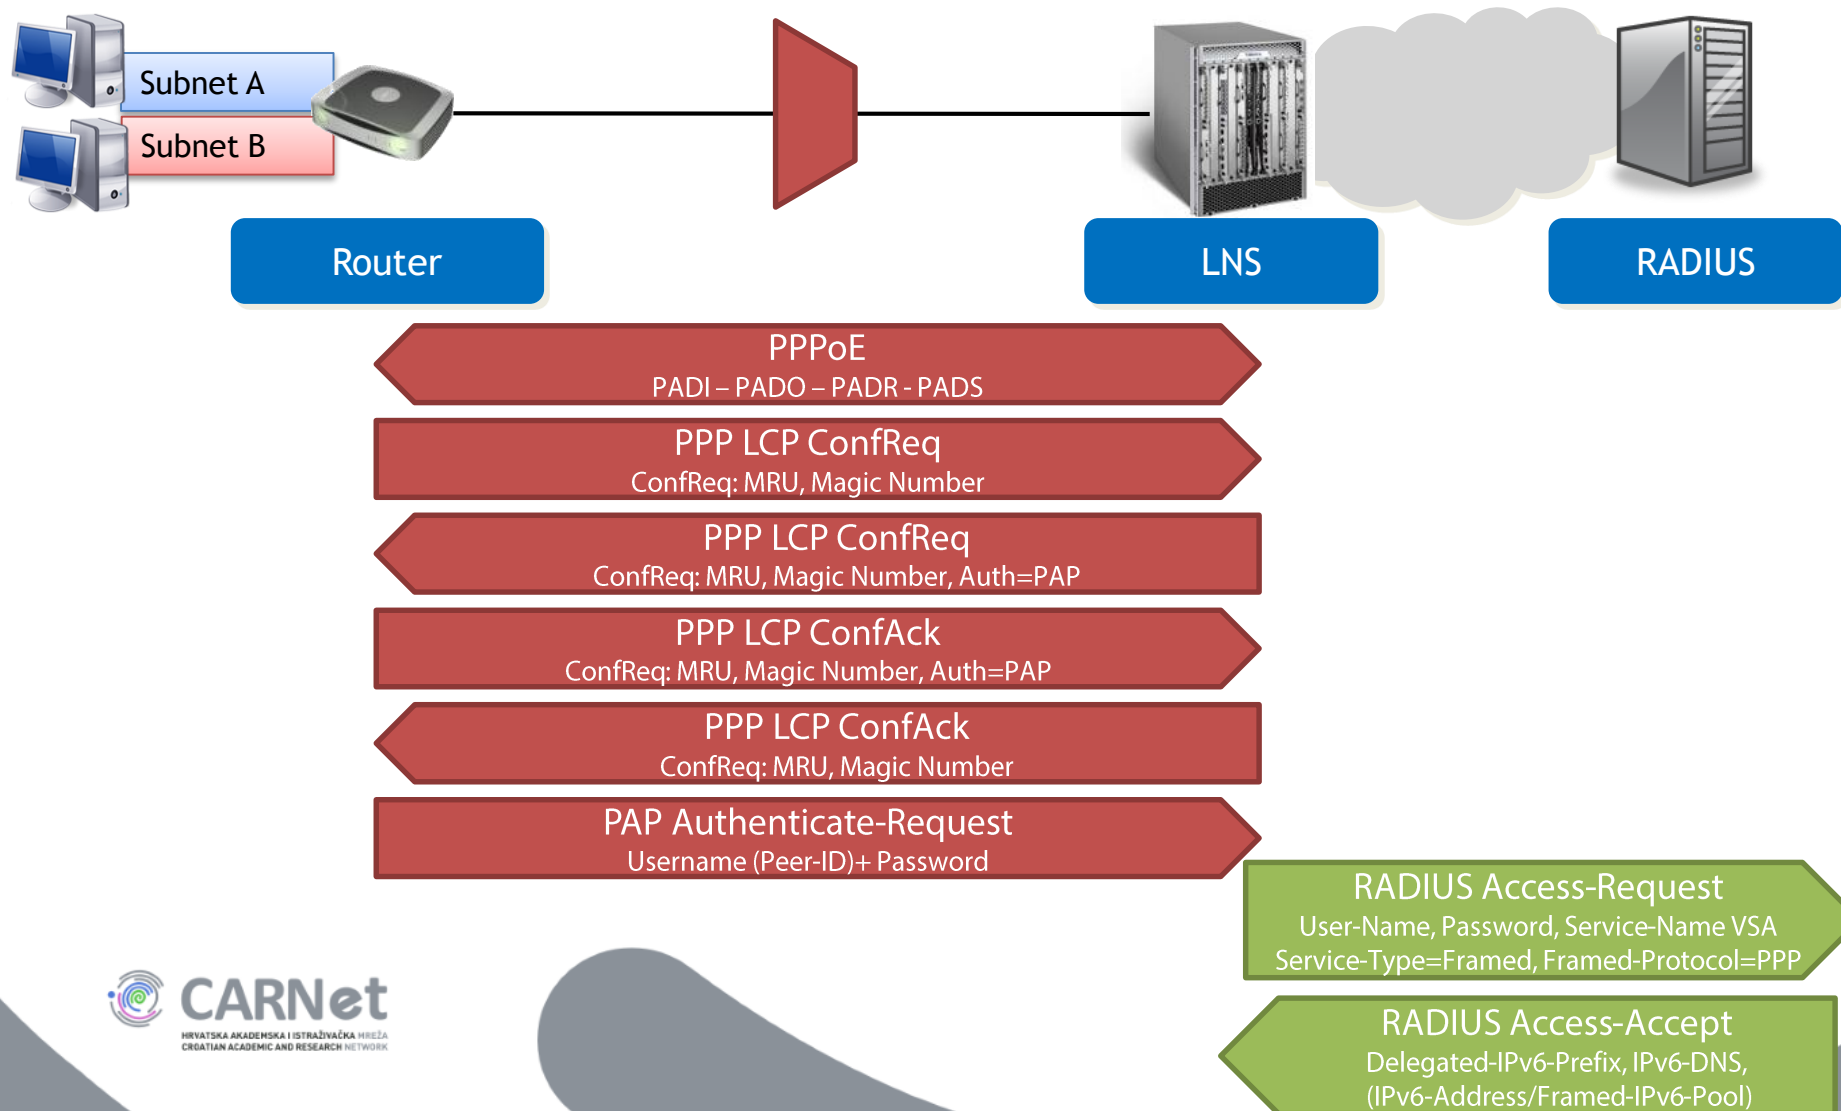 Subnet A
Subnet B
Router
LNS
RADIUS
PPPoE
PADI – PADO – PADR - PADS
PPP LCP ConfReq
ConfReq: MRU, Magic Number
PPP LCP ConfReq
ConfReq: MRU, Magic Number, Auth=PAP
PPP LCP ConfAck
ConfReq: MRU, Magic Number, Auth=PAP
PPP LCP ConfAck
ConfReq: MRU, Magic Number
PAP Authenticate-Request
Username (Peer-ID)+ Password
RADIUS Access-Request
User-Name, Password, Service-Name VSA
Service-Type=Framed, Framed-Protocol=PPP
RADIUS Access-Accept
Delegated-IPv6-Prefix, IPv6-DNS,
(IPv6-Address/Framed-IPv6-Pool)
CARNet
HRVATSKA AKADEMSKA I ISTRAŽIVAČKA MREŽA
CROATIAN ACADEMIC AND RESEARCH NETWORK